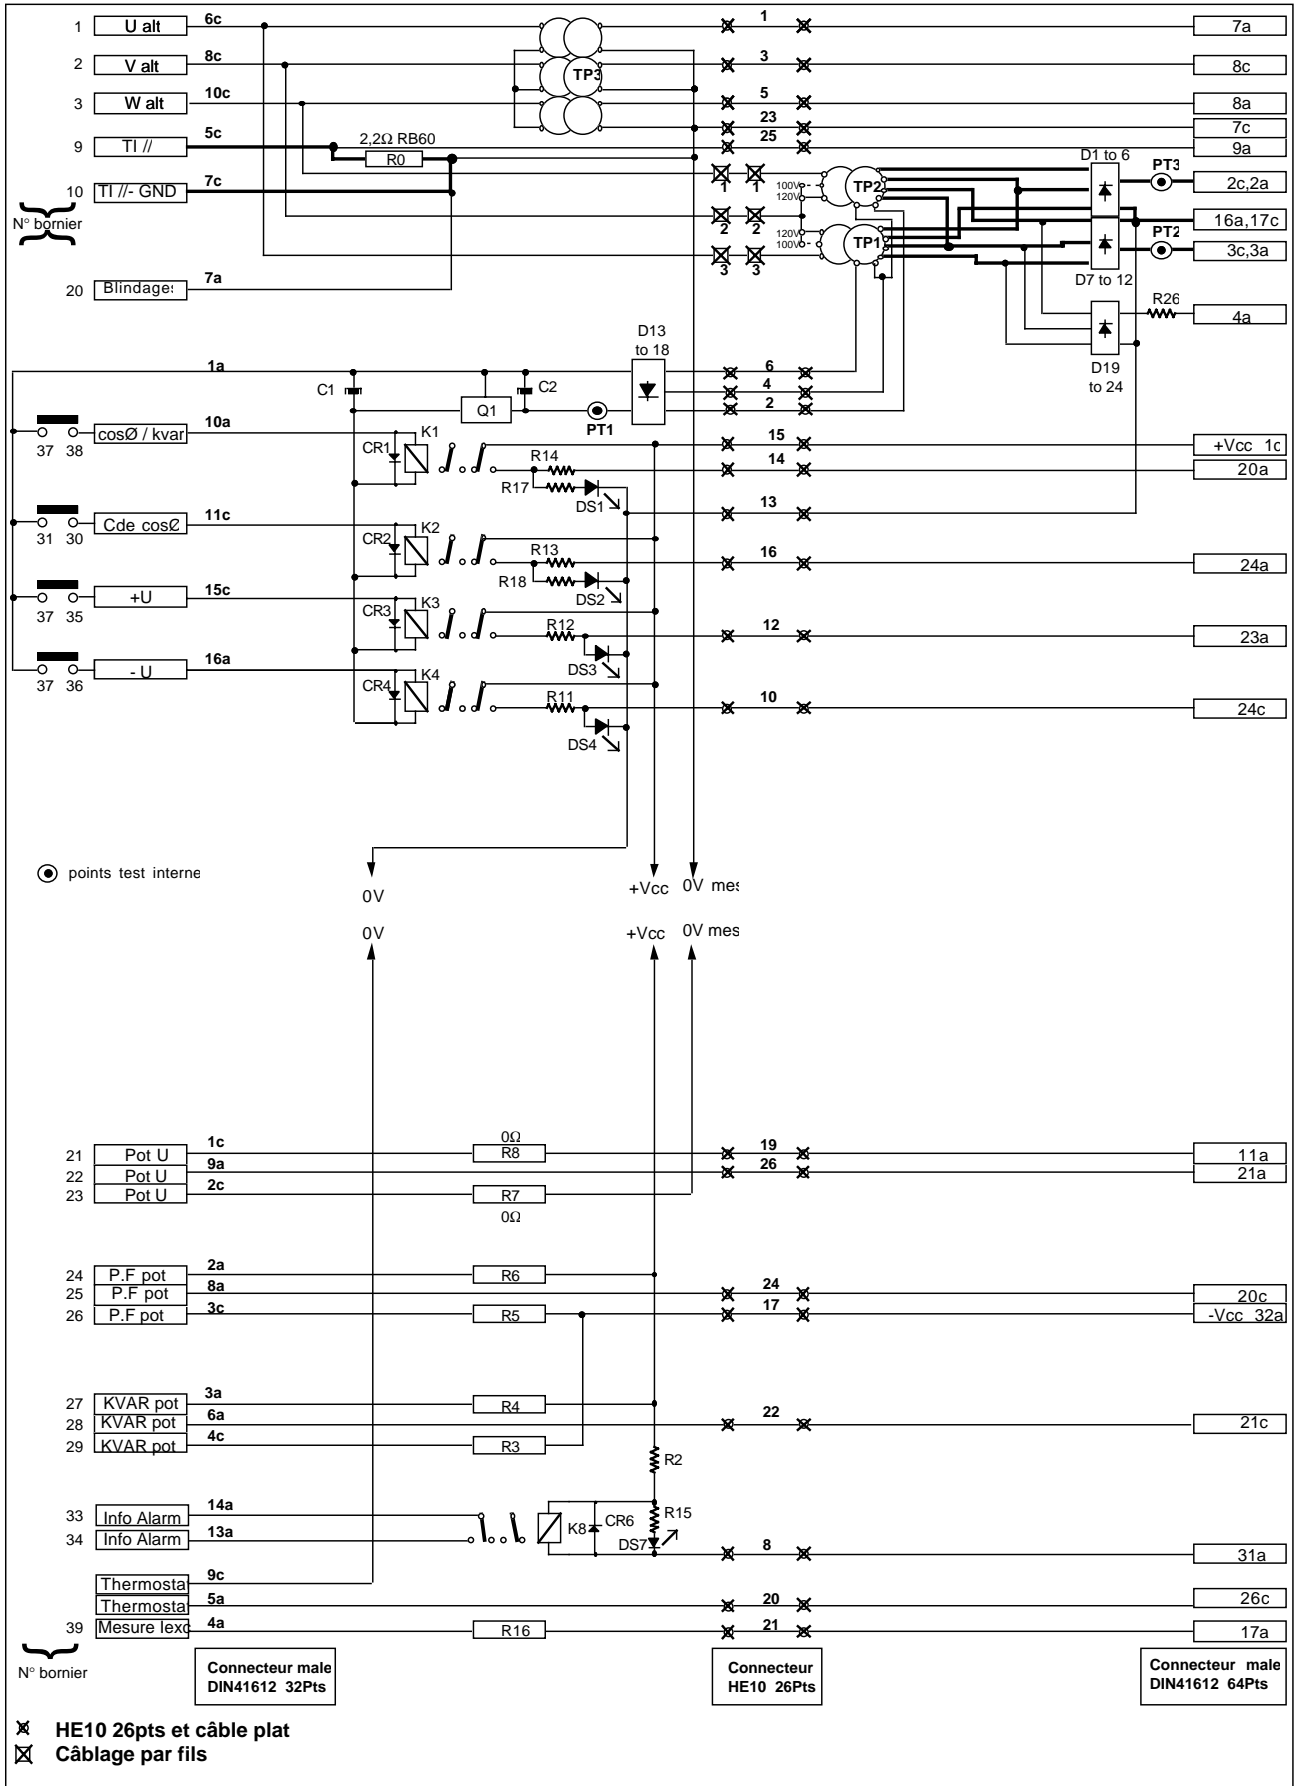 1 U alt 6c 1 7a
2 V alt 8c TP3 3 8c
3 W alt 10c 5 8a
23 7c
9 TI // 5c 2,2Ω RB60 25 9a
R0 D1 to 6 PT3
10 TI //- GND 7c 1 1 100V 120V TP2 2c,2a
N° bornier 2 2 16a,17c
120V 100V TP1 PT2
3 3 3c,3a
20 Blindages 7a D7 to 12
R26 4a
D13
to 18
D19
to 24
1a C1 Q1 C2 PT1 6
4
2
37 38 cosØ / kvar 10a CR1 K1 15 +Vcc 1c
R14 14 20a
R17 DS1 13
31 30 Cde cosØ 11c CR2 K2
R13 16 24a
R18 DS2
37 35 +U 15c CR3 K3
R12 12 23a
DS3
37 36 - U 16a CR4 K4
R11 10 24c
DS4
points test interne
0V +Vcc 0V mes
0V +Vcc 0V mes
21 Pot U 1c 0Ω R8 19 11a
22 Pot U 9a 26 21a
23 Pot U 2c R7
0Ω
24 P.F pot 2a R6
25 P.F pot 8a 24 20c
26 P.F pot 3c R5 17 -Vcc 32a
27 KVAR pot 3a R4
28 KVAR pot 6a 22 21c
29 KVAR pot 4c R3
R2
33 Info Alarm 14a K8 CR6 R15
34 Info Alarm 13a DS7
8 31a
Thermosta 9c
Thermosta 5a 20 26c
39 Mesure Iexc 4a R16 21 17a
N° bornier
Connecteur male
DIN41612 32Pts
Connecteur
HE10 26Pts
Connecteur male
DIN41612 64Pts
HE10 26pts et câble plat
Câblage par fils